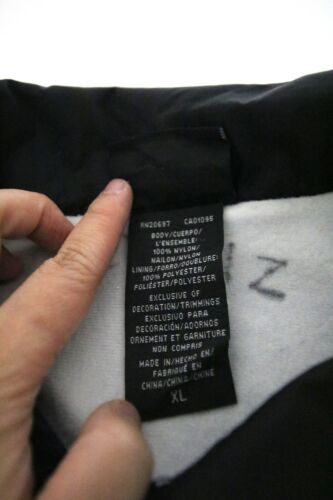 RN20697 CA01095
BODY/CUERPO/
L'ENSEMBLE:
100% NYLON/
NAILON/NYLON
LINING/FORRO/DOUBLURE:
100% POLYESTER/
POLIÉSTER/POLYESTER
EXCLUSIVE OF
DECORATION/TRIMMINGS
EXCLUSIVO PARA
DECORACIÓN/ADORNOS
ORNEMENT ET GARNITURE
NON COMPRIS
MADE IN/HECHO EN/
FABRIQUÉ EN
CHINA/CHINA/CHINE
XL